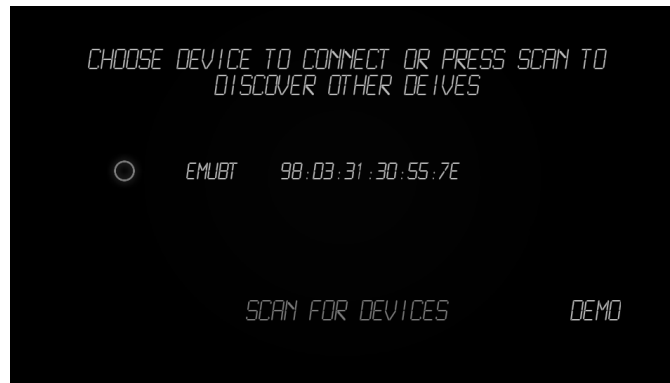 CHOOSE DEVICE TO CONNECT OR PRESS SCAN TO
DISCOVER OTHER DEIVES
EMUBT 98:03:31:30:55:7E
SCAN FOR DEVICES DEMO